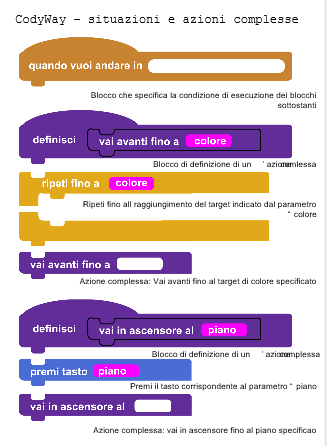 CodyWay - situazioni e azioni complesse
quando vuoi andare in
Blocco che specifica la condizione di esecuzione dei blocchi
sottostanti
definisci vai avanti fino a colore
Blocco di definizione di un ' azione
ripeti fino a colore
Ripeti fino all raggiungimento del target indicato dal parametro
" colore
vai avanti fino a
Azione complessa: Vai avanti fino al target di colore specificato
definisci vai in ascensore al piano
Blocco di definizione di un ' azione
premi tasto piano
Premi il tasto corrispondente al parametro " piano
vai in ascensore al
Azione complessa: vai in ascensore fino al piano specificao